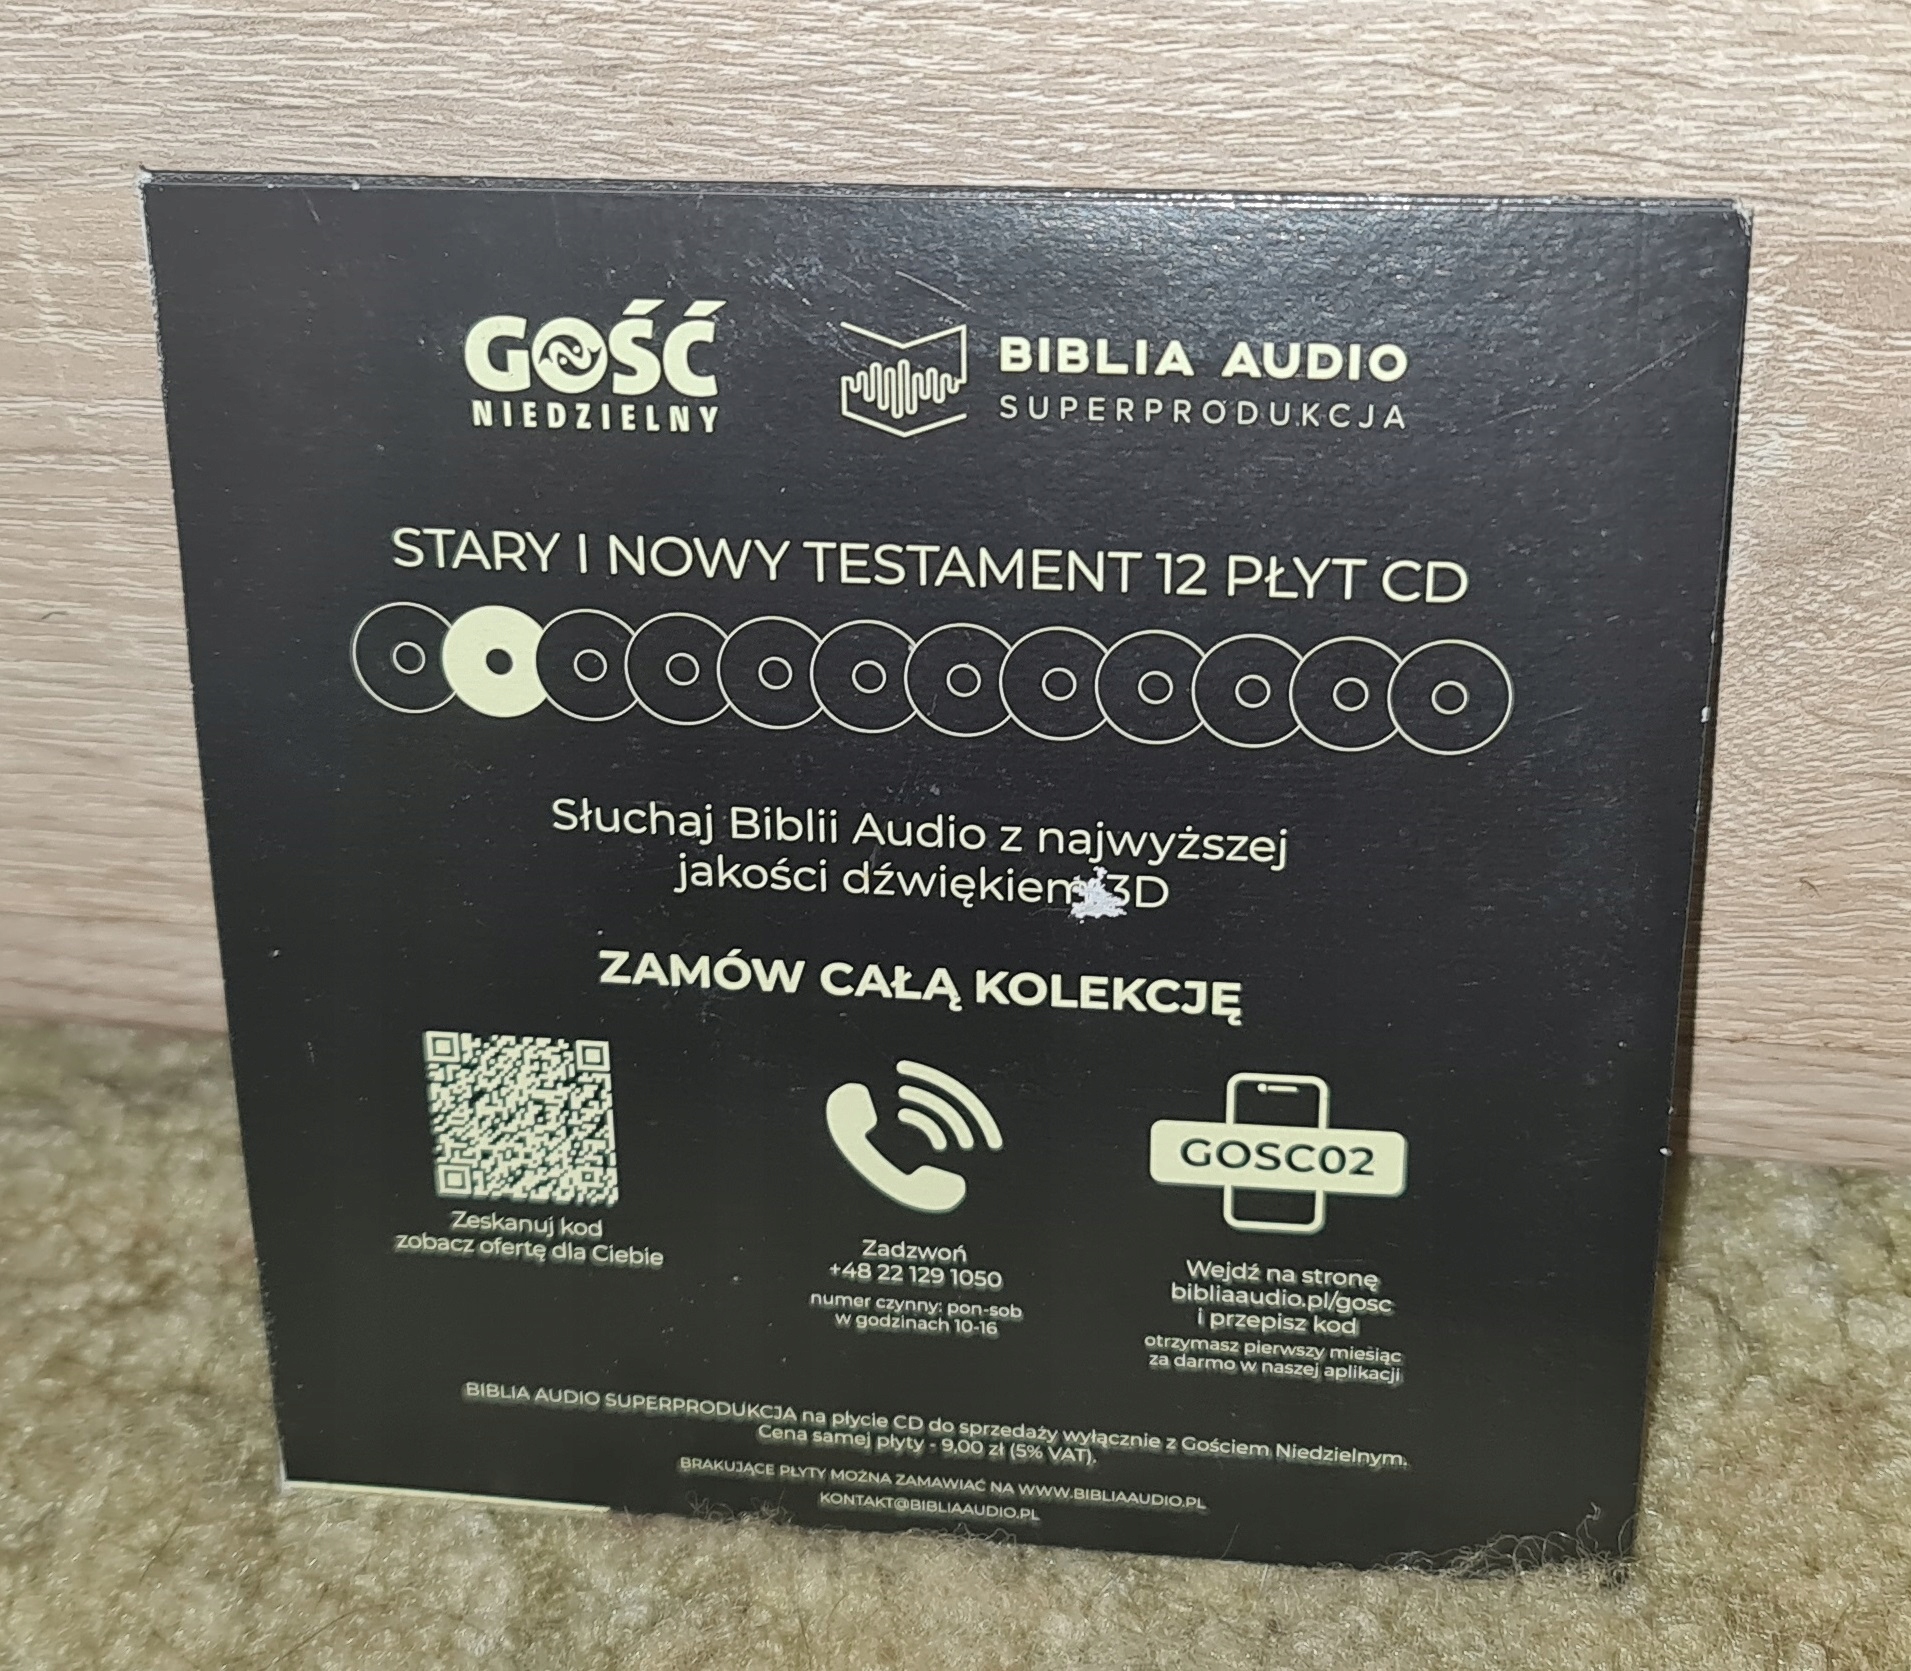 GOŚĆ
NIEDZIELNY
BIBLIA AUDIO
SUPERPRODUKCJA
STARY I NOWY TESTAMENT 12 PŁYT CD
Słuchaj Biblii Audio z najwyższej
jakości dźwiękiem 3D
ZAMÓW CAŁĄ KOLEKCJĘ
Zeskanuj kod
zobacz ofertę dla Ciebie
Zadzwoń
+48 22 129 1050
numer czynny: pon-sob
w godzinach 10-16
GOSC02
Wejdź na stronę
bibliaaudio.pl/gosc
i przepisz kod
otrzymasz pierwszy miesiąc
za darmo w naszej aplikacji
BIBLIA AUDIO SUPERPRODUKCJA na płycie CD do sprzedaży wyłącznie z Gościem Niedzielnym.
Cena samej płyty - 9,00 zł (5% VAT).
BRAKUJĄCE PŁYTY MOŻNA ZAMAWIAĆ NA WWW.BIBLIAAUDIO.PL
KONTAKT@BIBLIAAUDIO.PL